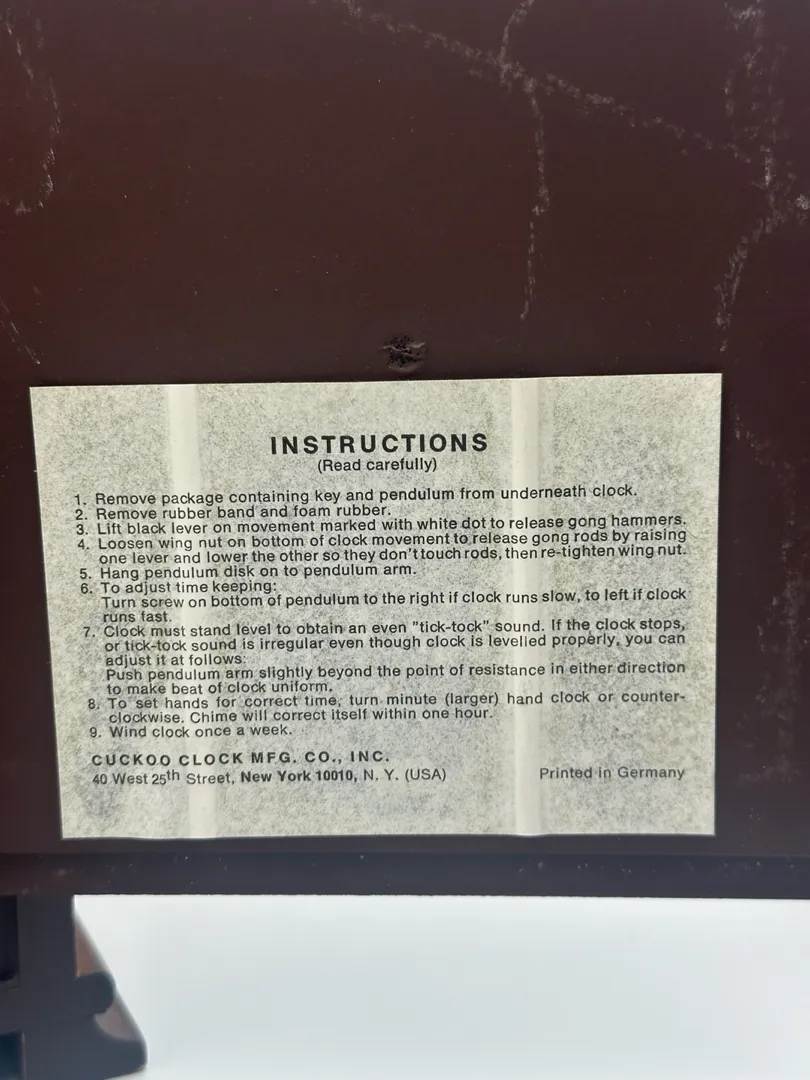 INSTRUCTIONS
(Read carefully)
1. Remove package containing key and pendulum from underneath clock.
2. Remove rubber band and foam rubber.
3. Lift black lever on movement marked with white dot to release gong hammers.
4. Loosen wing nut on bottom of clock movement to release gong rods by raising
one lever and lower the other so they don't touch rods, then re-tighten wing nut.
5. Hang pendulum disk on to pendulum arm.
6. To adjust time keeping:
Turn screw on bottom of pendulum to the right if clock runs slow, to left if clock
runs fast.
7. Clock must stand level to obtain an even "tick-tock" sound. If the clock stops,
or tick-tock sound is irregular even though clock is levelled properly, you can
adjust it at follows:
Push pendulum arm slightly beyond the point of resistance in either direction
to make beat of clock uniform.
8. To set hands for correct time, turn minute (larger) hand clock or counter-
clockwise. Chime will correct itself within one hour.
9. Wind clock once a week.
CUCKOO CLOCK MFG. CO., INC.
40 West 25th Street, New York 10010, N. Y. (USA) Printed in Germany